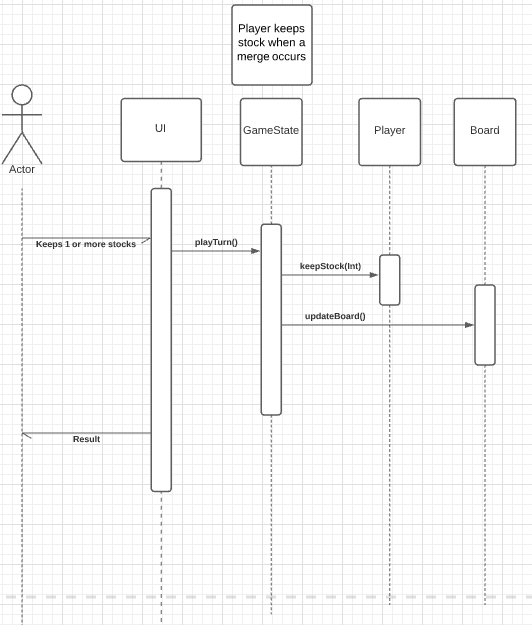 Player keeps
stock when a
merge occurs
UI
GameState
Player
Board
Actor
Keeps 1 or more stocks
playTurn()
keepStock(Int)
updateBoard()
Result